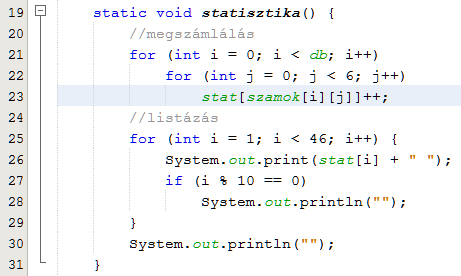 19 static void statisztika() {
20 //megszámlálás
21 for (int i = 0; i < db; i++)
22 for (int j = 0; j < 6; j++)
23 stat[szamok[i][j]]++;
24 //listázás
25 for (int i = 1; i < 46; i++) {
26 System.out.print(stat[i] + " ");
27 if (i % 10 == 0)
28 System.out.println("");
29 }
30 System.out.println("");
31 }